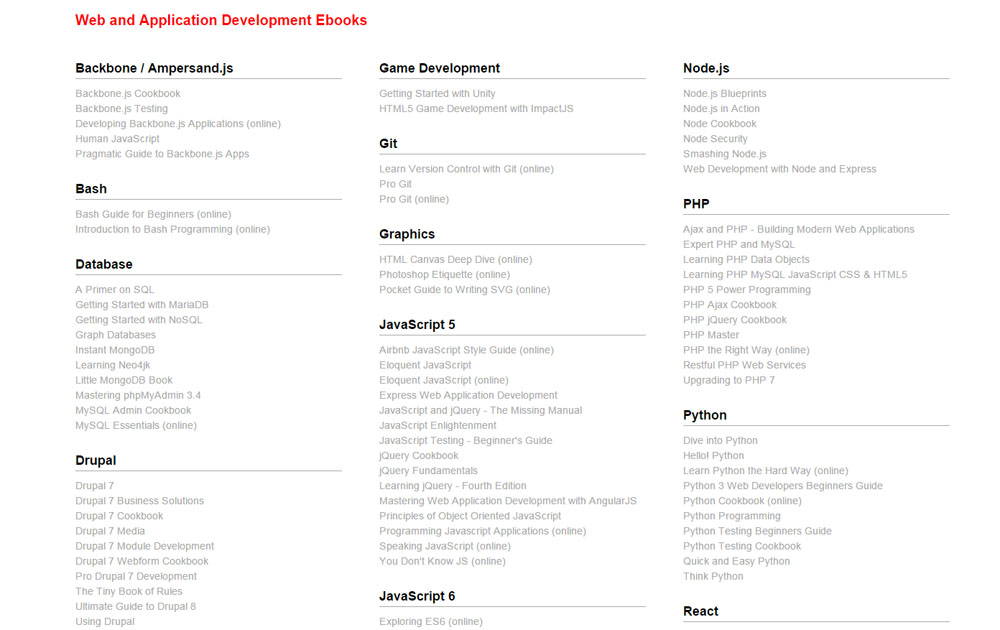 Web and Application Development Ebooks
Backbone / Ampersand.js
Backbone.js Cookbook
Backbone.js Testing
Developing Backbone.js Applications (online)
Human JavaScript
Pragmatic Guide to Backbone.js Apps
Bash
Bash Guide for Beginners (online)
Introduction to Bash Programming (online)
Database
A Primer on SQL
Getting Started with MariaDB
Getting Started with NoSQL
Graph Databases
Instant MongoDB
Learning Neo4jk
Little MongoDB Book
Mastering phpMyAdmin 3.4
MySQL Admin Cookbook
MySQL Essentials (online)
Drupal
Drupal 7
Drupal 7 Business Solutions
Drupal 7 Cookbook
Drupal 7 Media
Drupal 7 Module Development
Drupal 7 Webform Cookbook
Pro Drupal 7 Development
The Tiny Book of Rules
Ultimate Guide to Drupal 8
Using Drupal
Game Development
Getting Started with Unity
HTML5 Game Development with ImpactJS
Git
Learn Version Control with Git (online)
Pro Git
Pro Git (online)
Graphics
HTML Canvas Deep Dive (online)
Photoshop Etiquette (online)
Pocket Guide to Writing SVG (online)
JavaScript 5
Airbnb JavaScript Style Guide (online)
Eloquent JavaScript
Eloquent JavaScript (online)
Express Web Application Development
JavaScript and jQuery - The Missing Manual
JavaScript Enlightenment
JavaScript Testing - Beginner's Guide
jQuery Cookbook
jQuery Fundamentals
Learning jQuery - Fourth Edition
Mastering Web Application Development with AngularJS
Principles of Object Oriented JavaScript
Programming Javascript Applications (online)
Speaking JavaScript (online)
You Don't Know JS (online)
JavaScript 6
Exploring ES6 (online)
Node.js
Node.js Blueprints
Node.js in Action
Node Cookbook
Node Security
Smashing Node.js
Web Development with Node and Express
PHP
Ajax and PHP - Building Modern Web Applications
Expert PHP and MySQL
Learning PHP Data Objects
Learning PHP MySQL JavaScript CSS & HTML5
PHP 5 Power Programming
PHP Ajax Cookbook
PHP jQuery Cookbook
PHP Master
PHP the Right Way (online)
Restful PHP Web Services
Upgrading to PHP 7
Python
Dive into Python
Hello! Python
Learn Python the Hard Way (online)
Python 3 Web Developers Beginners Guide
Python Cookbook (online)
Python Programming
Python Testing Beginners Guide
Python Testing Cookbook
Quick and Easy Python
Think Python
React